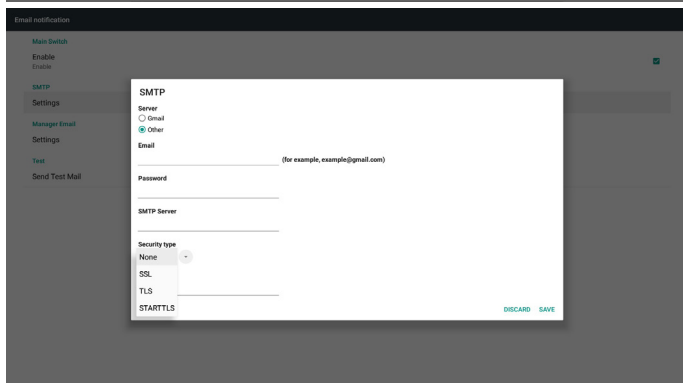 Email notification
Main Switch
Enable
Enable
SMTP
Settings
Manager Email
Settings
Test
Send Test Mail
SMTP
Server
Gmail
Other
Email
(for example, example@gmail.com)
Password
SMTP Server
Security type
None
SSL
TLS
STARTTLS
DISCARD SAVE